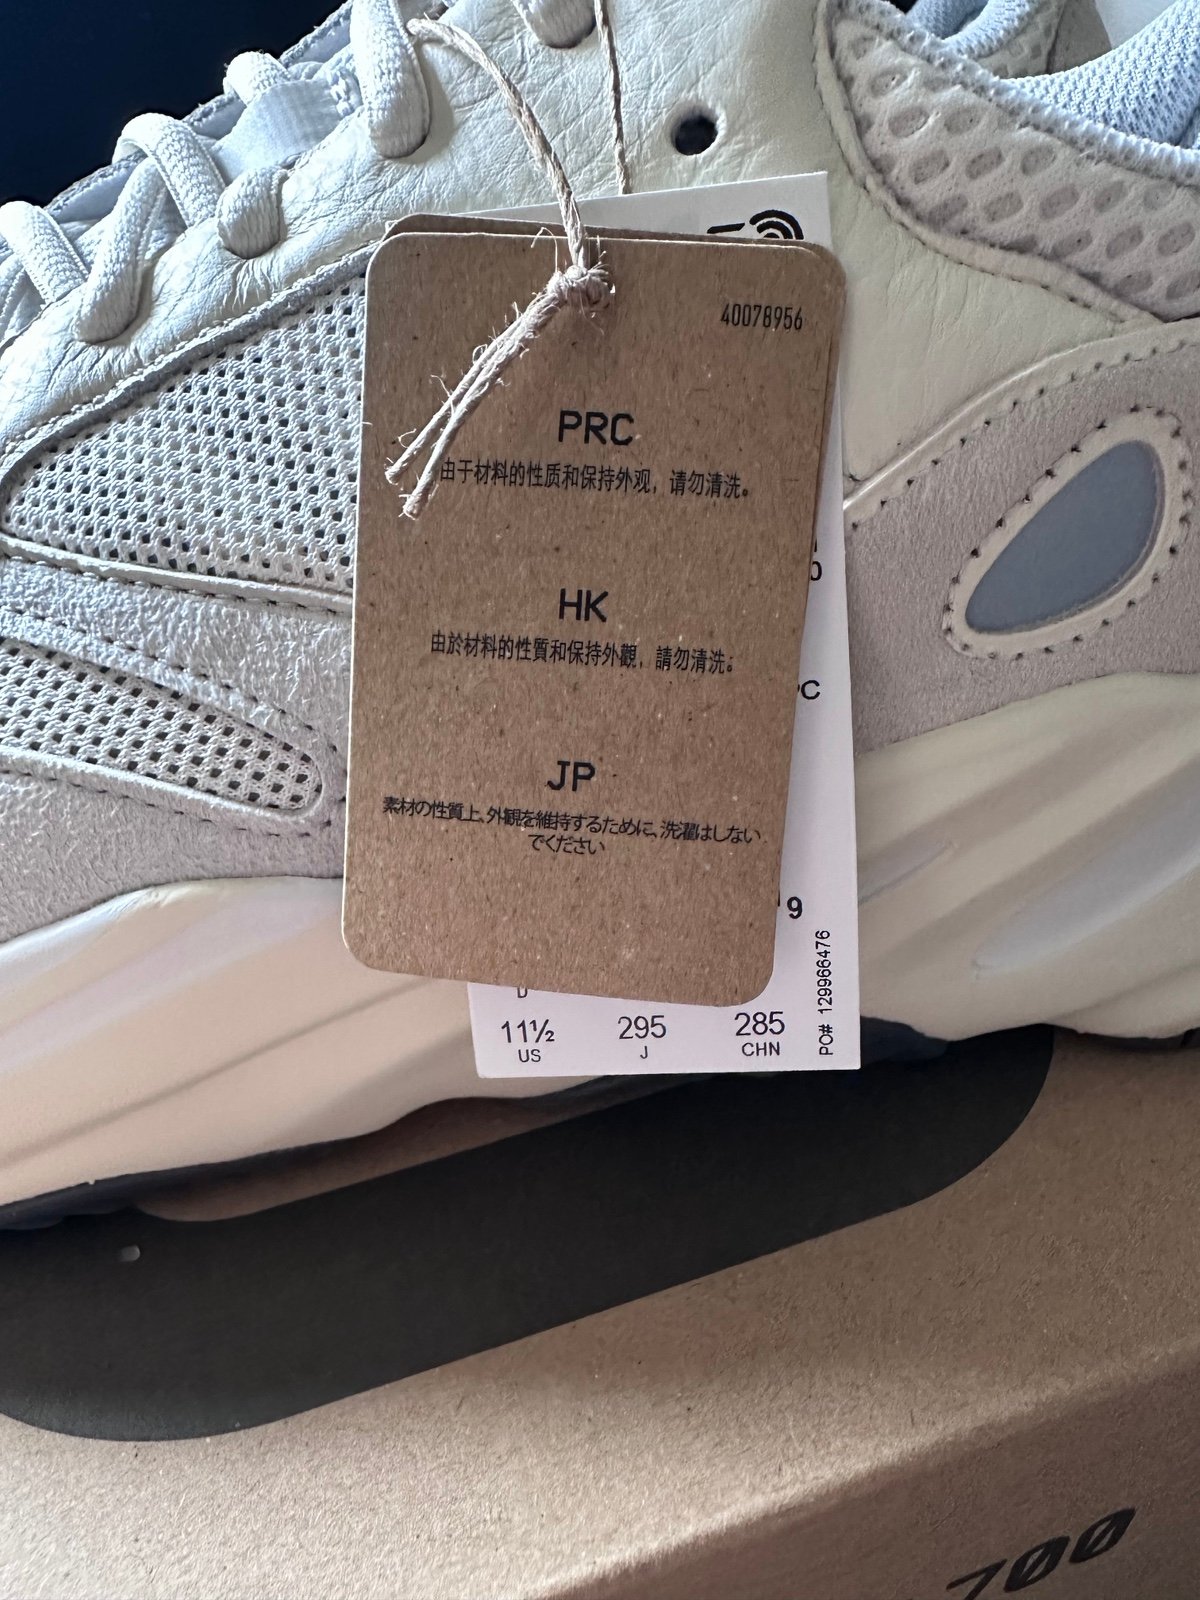 40078956
PRC
由于材料的性质和保持外观，请勿清洗。
HK
由於材料的性質和保持外觀，請勿清洗。
JP
素材の性質上、外観を維持するために、洗濯はしない
でください
9
D
11½ 295 285
US J CHN
PO# 129966476
700